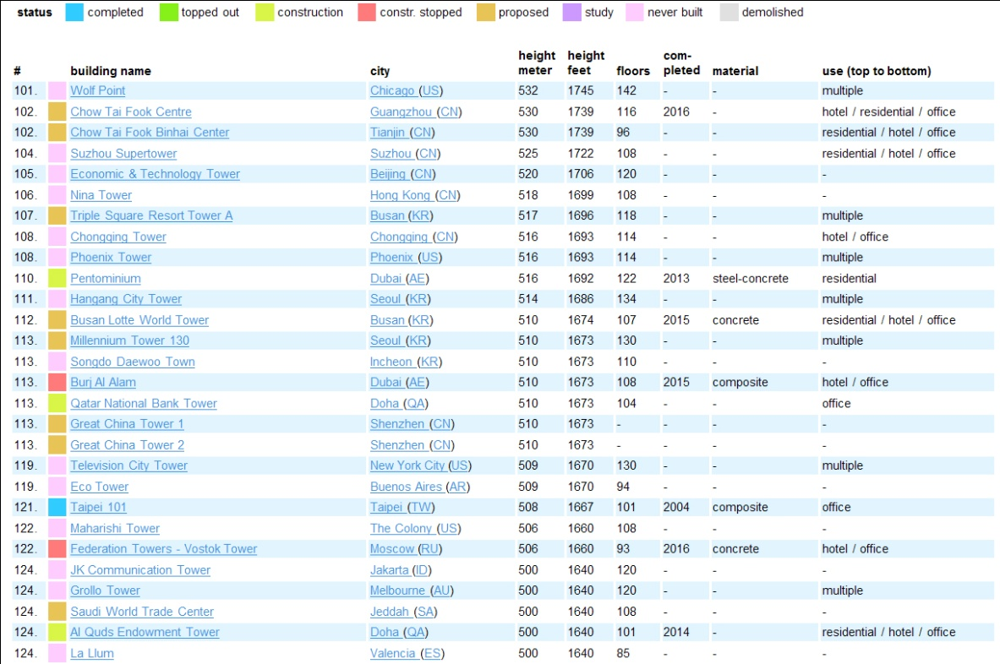 status completed topped out construction constr. stopped proposed study never built demolished
height height com-
# building name city meter feet floors pleted material use (top to bottom)
101. Wolf Point Chicago (US) 532 1745 142 - - multiple
102. Chow Tai Fook Centre Guangzhou (CN) 530 1739 116 2016 - hotel / residential / office
102. Chow Tai Fook Binhai Center Tianjin (CN) 530 1739 96 - - residential / hotel / office
104. Suzhou Supertower Suzhou (CN) 525 1722 108 - - residential / hotel / office
105. Economic & Technology Tower Beijing (CN) 520 1706 120 - - -
106. Nina Tower Hong Kong (CN) 518 1699 108 - - -
107. Triple Square Resort Tower A Busan (KR) 517 1696 118 - - multiple
108. Chongqing Tower Chongqing (CN) 516 1693 114 - - hotel / office
108. Phoenix Tower Phoenix (US) 516 1693 114 - - multiple
110. Pentominium Dubai (AE) 516 1692 122 2013 steel-concrete residential
111. Hangang City Tower Seoul (KR) 514 1686 134 - - multiple
112. Busan Lotte World Tower Busan (KR) 510 1674 107 2015 concrete residential / hotel / office
113. Millennium Tower 130 Seoul (KR) 510 1673 130 - - multiple
113. Songdo Daewoo Town Incheon (KR) 510 1673 110 - - -
113. Burj Al Alam Dubai (AE) 510 1673 108 2015 composite hotel / office
113. Qatar National Bank Tower Doha (QA) 510 1673 104 - - office
113. Great China Tower 1 Shenzhen (CN) 510 1673 - - - -
113. Great China Tower 2 Shenzhen (CN) 510 1673 - - - -
119. Television City Tower New York City (US) 509 1670 130 - - multiple
119. Eco Tower Buenos Aires (AR) 509 1670 94 - - -
121. Taipei 101 Taipei (TW) 508 1667 101 2004 composite office
122. Maharishi Tower The Colony (US) 506 1660 108 - - -
122. Federation Towers - Vostok Tower Moscow (RU) 506 1660 93 2016 concrete hotel / office
124. JK Communication Tower Jakarta (ID) 500 1640 120 - - -
124. Grollo Tower Melbourne (AU) 500 1640 120 - - multiple
124. Saudi World Trade Center Jeddah (SA) 500 1640 108 - - -
124. Al Quds Endowment Tower Doha (QA) 500 1640 101 2014 - residential / hotel / office
124. La Llum Valencia (ES) 500 1640 85 - - -